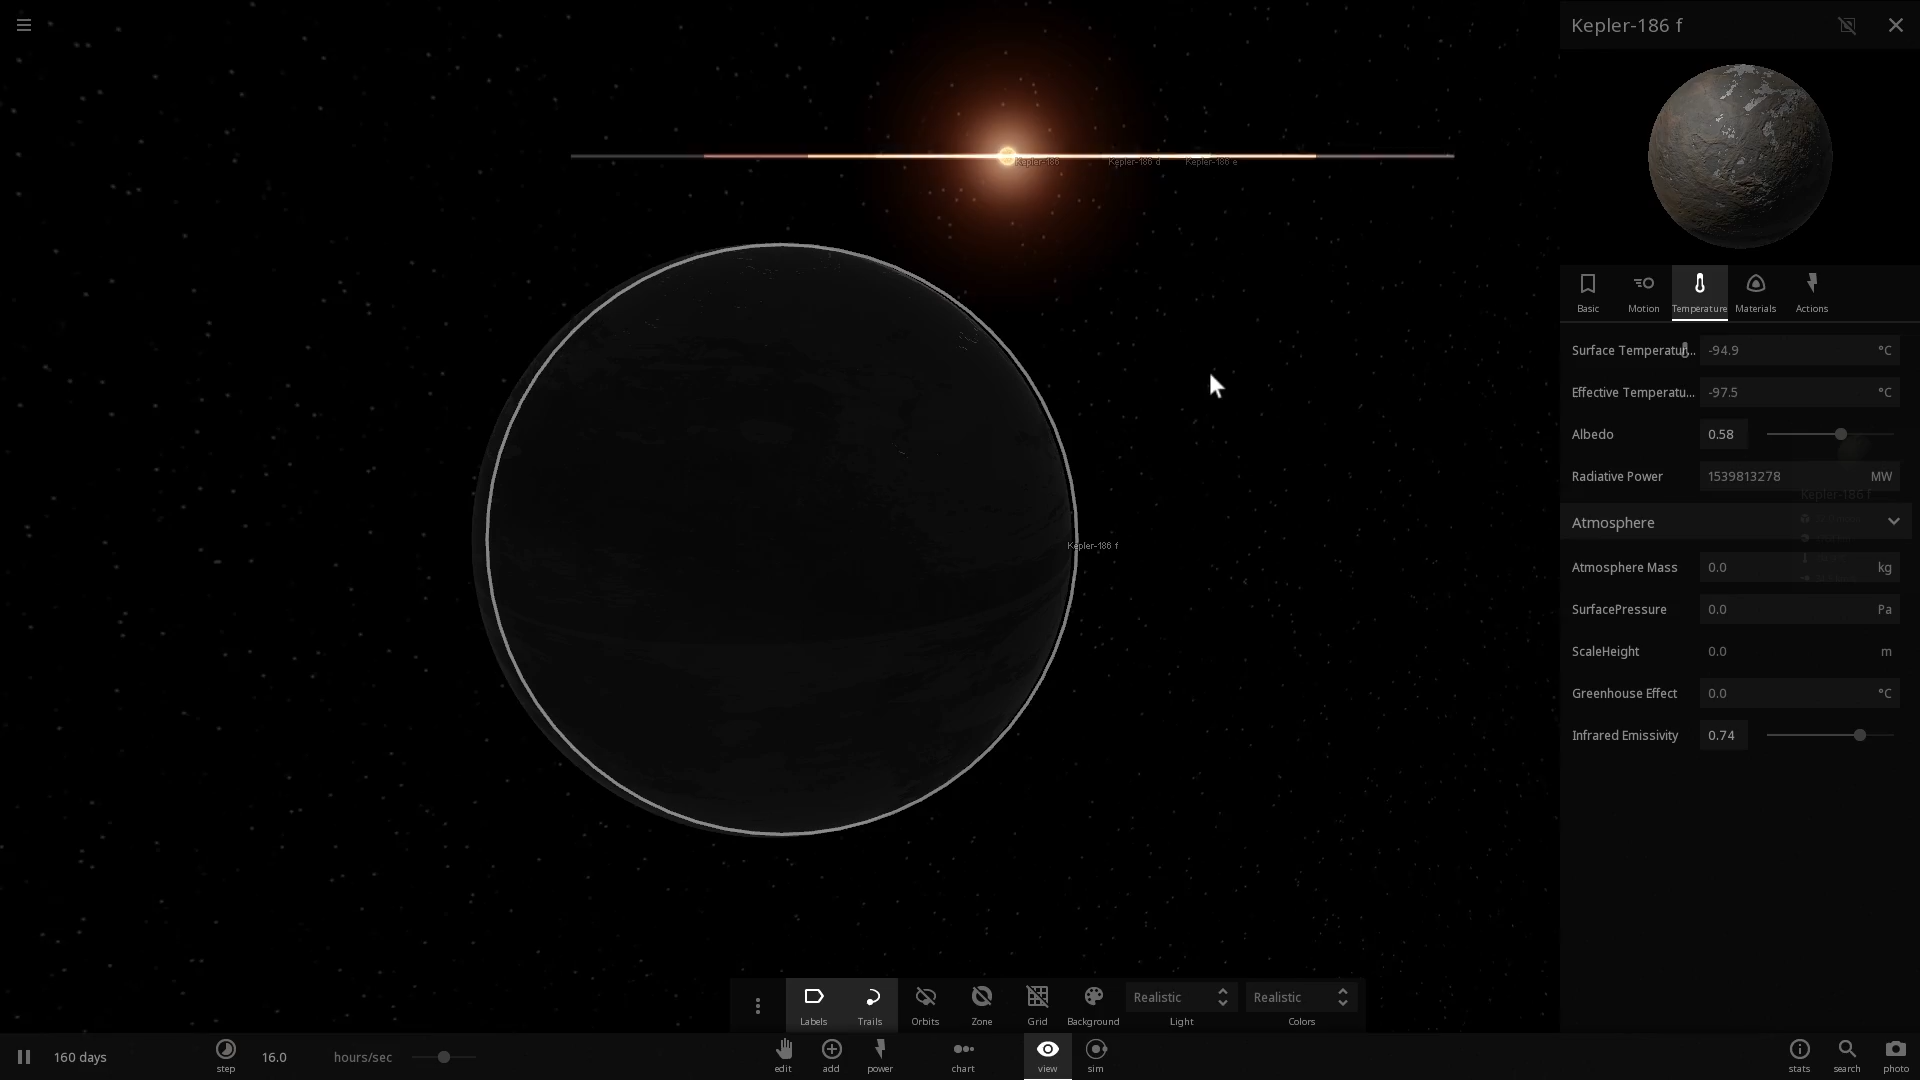 Kepler-186 f
Kepler-186
Kepler-186 d
Kepler-186 e
Basic
Motion
Temperature
Materials
Actions
Surface Temperatur... -94.9 °C
Effective Temperatu... -97.5 °C
Albedo 0.58
Radiative Power 1539813278 MW
Kepler-186 f
Atmosphere
Kepler-186 f
Atmosphere Mass 0.0 kg
SurfacePressure 0.0 Pa
ScaleHeight 0.0 m
Greenhouse Effect 0.0 °C
Infrared Emissivity 0.74
Realistic
Realistic
Labels
Trails
Orbits
Zone
Grid
Background
Light
Colors
160 days
step
16.0 hours/sec
edit
add
power
chart
view
sim
stats
search
photo